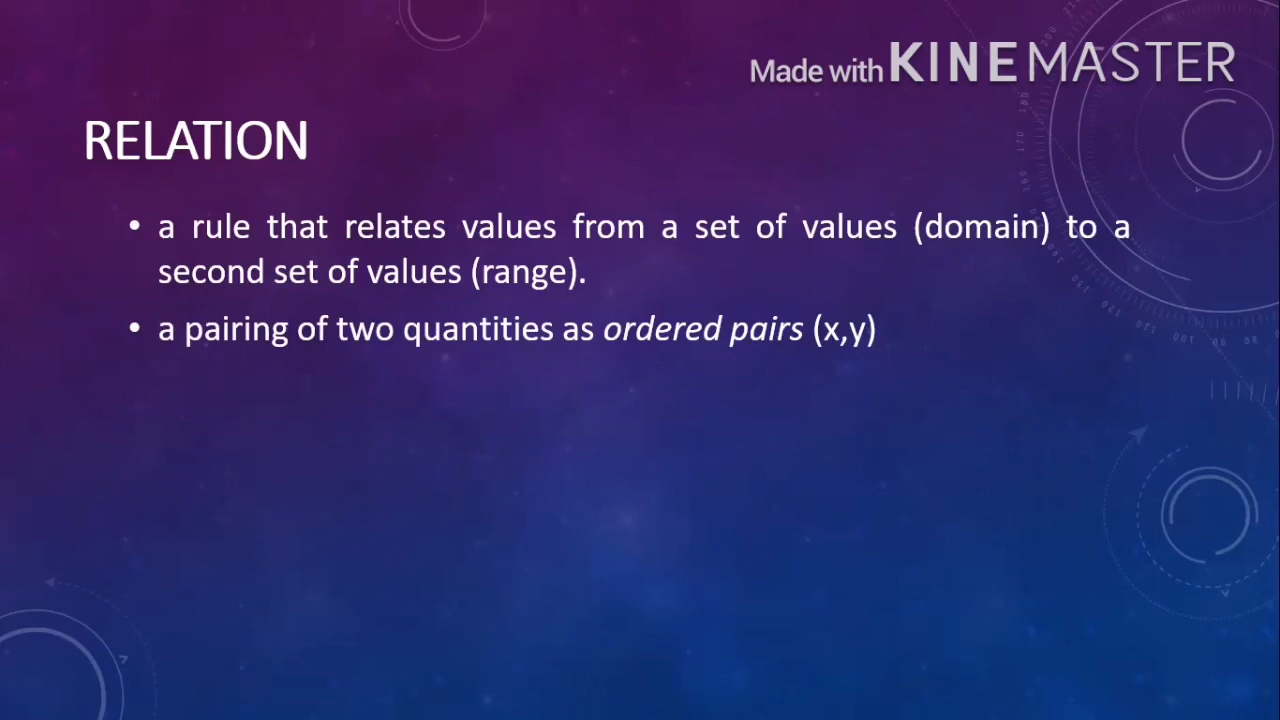 Made with KINEMASTER
RELATION
• a rule that relates values from a set of values (domain) to a
second set of values (range).
• a pairing of two quantities as ordered pairs (x,y)